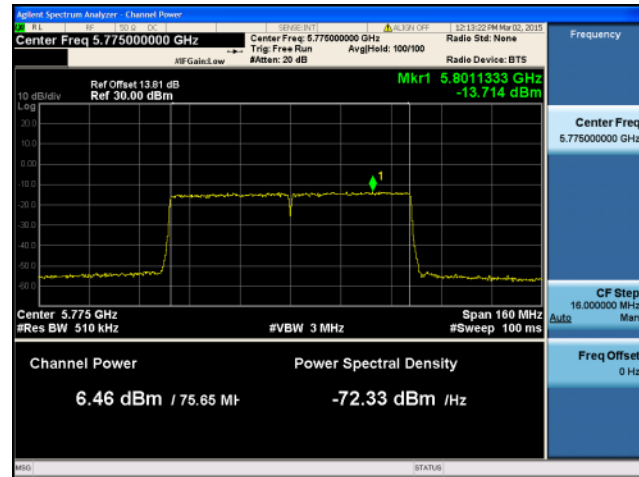 Agilent Spectrum Analyzer - Channel Power
RL RF 50 Ω DC SENSE:INT ALIGN OFF 12:13:22 PM Mar 02, 2015
Center Freq 5.775000000 GHz
Center Freq: 5.775000000 GHz
Radio Std: None
Trig: Free Run Avg|Hold: 100/100
#IFGain:Low #Atten: 20 dB Radio Device: BTS
Frequency
Ref Offset 13.81 dB
Mkr1 5.8011333 GHz
10 dB/div Ref 30.00 dBm -13.714 dBm
Log
20.0
10.0
0.00
-10.0
-20.0
-30.0
-40.0
-50.0
-60.0
1
Center Freq
5.775000000 GHz
Center 5.775 GHz Span 160 MHz
#Res BW 510 kHz #VBW 3 MHz #Sweep 100 ms
CF Step
16.000000 MHz
Auto Man
Freq Offset
0 Hz
Channel Power
Power Spectral Density
6.46 dBm / 75.65 MH
-72.33 dBm /Hz
MSG STATUS